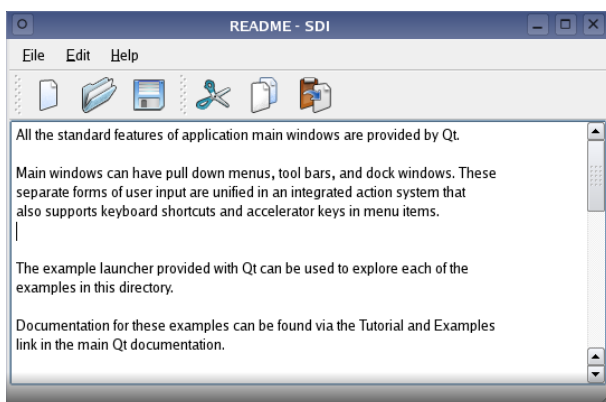 README - SDI
File Edit Help
All the standard features of application main windows are provided by Qt.
Main windows can have pull down menus, tool bars, and dock windows. These
separate forms of user input are unified in an integrated action system that
also supports keyboard shortcuts and accelerator keys in menu items.
The example launcher provided with Qt can be used to explore each of the
examples in this directory.
Documentation for these examples can be found via the Tutorial and Examples
link in the main Qt documentation.